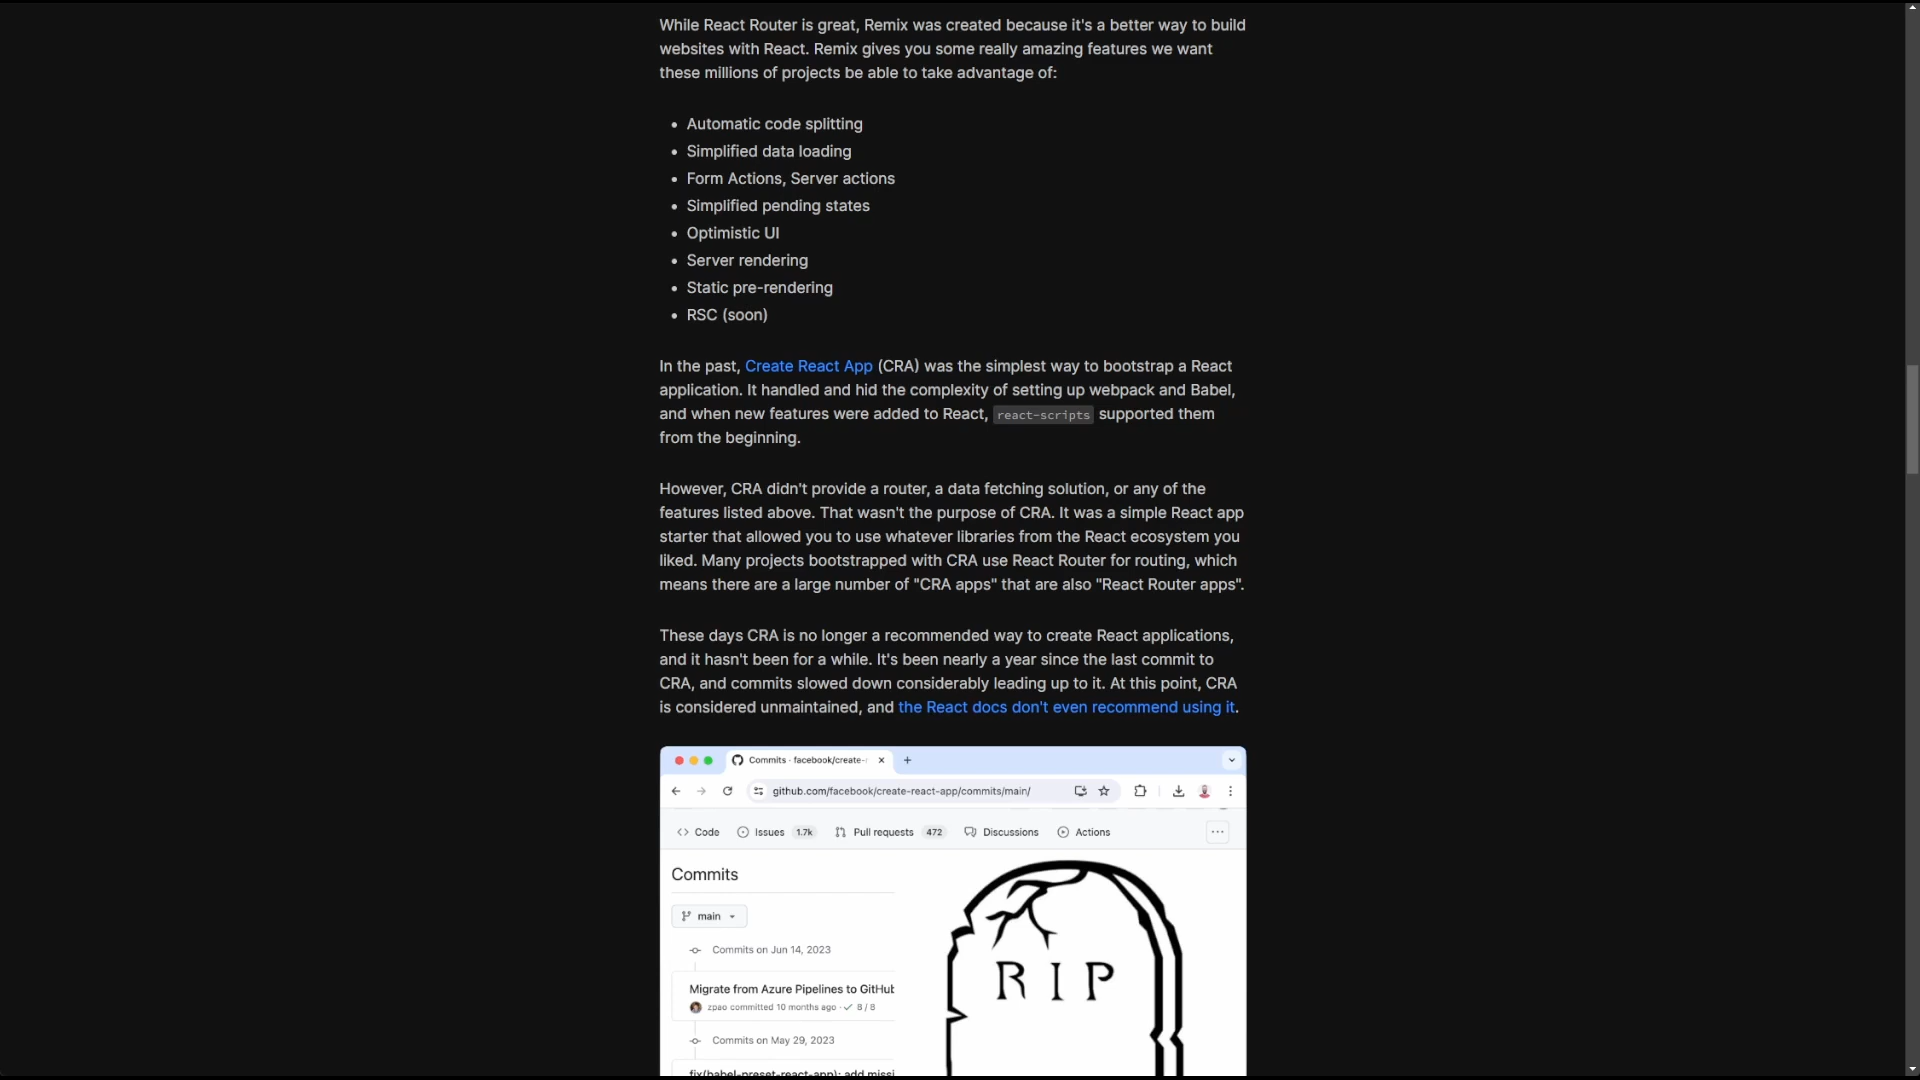 While React Router is great, Remix was created because it's a better way to build
websites with React. Remix gives you some really amazing features we want
these millions of projects be able to take advantage of:
• Automatic code splitting
• Simplified data loading
• Form Actions, Server actions
• Simplified pending states
• Optimistic UI
• Server rendering
• Static pre-rendering
• RSC (soon)
In the past, Create React App (CRA) was the simplest way to bootstrap a React
application. It handled and hid the complexity of setting up webpack and Babel,
and when new features were added to React, react-scripts supported them
from the beginning.
However, CRA didn't provide a router, a data fetching solution, or any of the
features listed above. That wasn't the purpose of CRA. It was a simple React app
starter that allowed you to use whatever libraries from the React ecosystem you
liked. Many projects bootstrapped with CRA use React Router for routing, which
means there are a large number of "CRA apps" that are also "React Router apps".
These days CRA is no longer a recommended way to create React applications,
and it hasn't been for a while. It's been nearly a year since the last commit to
CRA, and commits slowed down considerably leading up to it. At this point, CRA
is considered unmaintained, and the React docs don't even recommend using it.
Commits · facebook/create-
github.com/facebook/create-react-app/commits/main/
Code Issues 1.7k Pull requests 472 Discussions Actions
Commits
main
Commits on Jun 14, 2023
Migrate from Azure Pipelines to GitHub
zpao committed 10 months ago · ✓ 8 / 8
Commits on May 29, 2023
fix(babel-preset-react-app): add missi
RIP